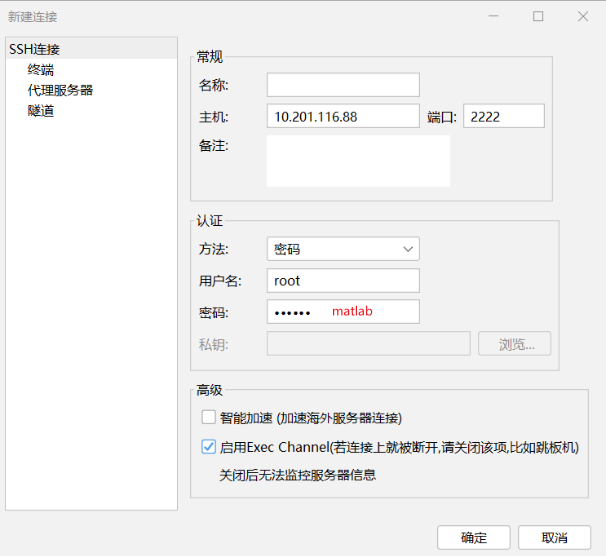 新建连接
SSH连接
终端
代理服务器
隧道
常规
名称:
主机: 10.201.116.88 端口: 2222
备注:
认证
方法: 密码
用户名: root
密码: •••••• matlab
私钥: 浏览...
高级
智能加速 (加速海外服务器连接)
启用Exec Channel(若连接上就被断开,请关闭该项,比如跳板机)
关闭后无法监控服务器信息
确定 取消